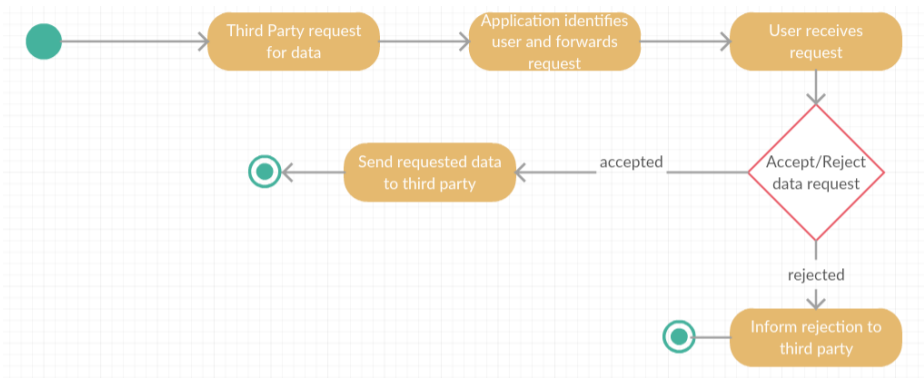 Third Party request
for data
Application identifies
user and forwards
request
User receives
request
Accept/Reject
data request
accepted
Send requested data
to third party
rejected
Inform rejection to
third party